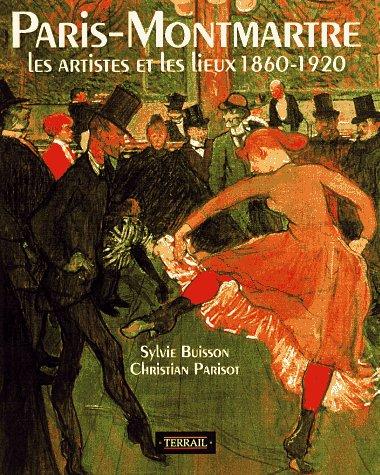 PARIS-MONTMARTRE
LES ARTISTES ET LES LIEUX 1860-1920
SYLVIE BUISSON
CHRISTIAN PARISOT
TERRAIL